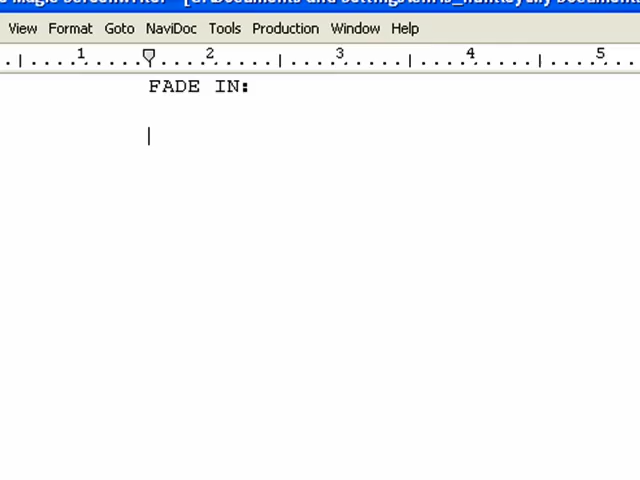 View Format Goto NaviDoc Tools Production Window Help
1 2 3 4 5
FADE IN: